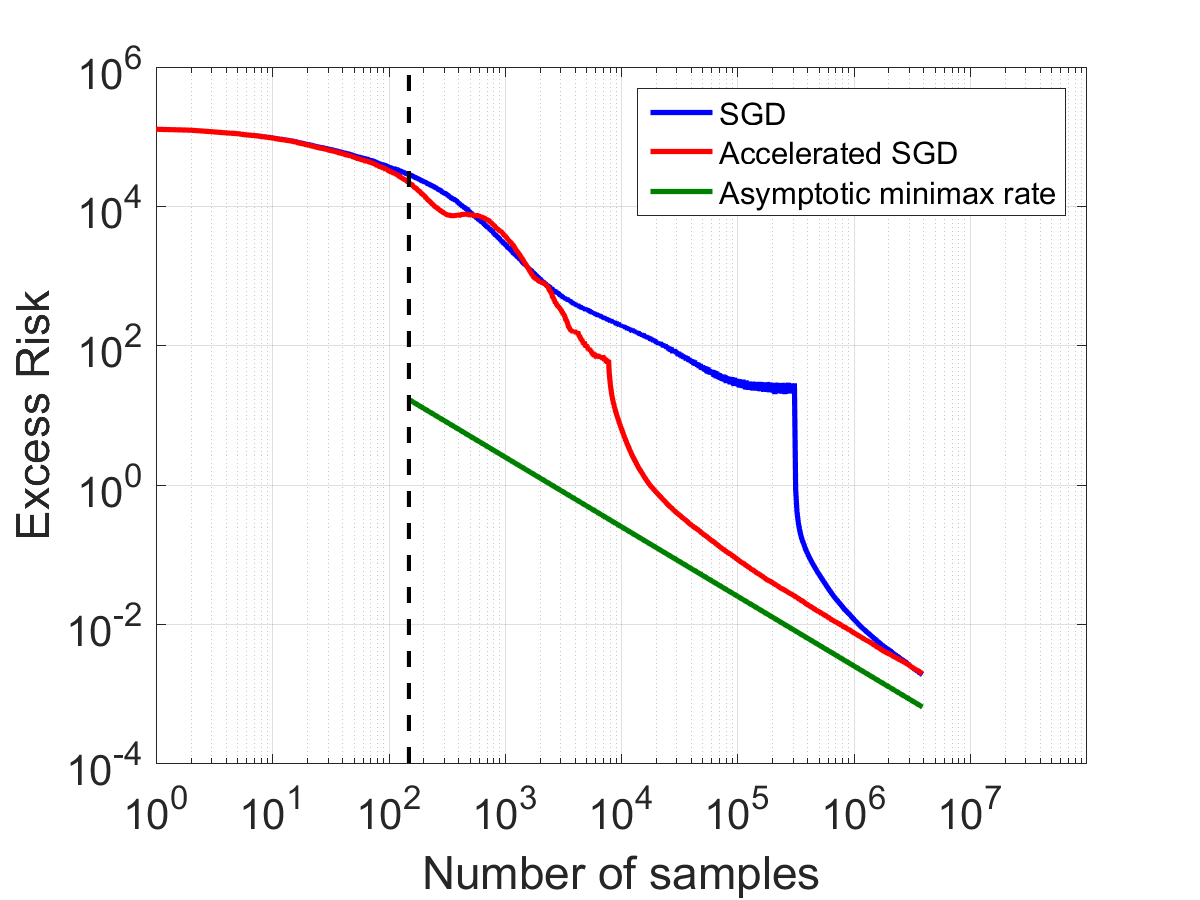 10^6
10^4
10^2
10^0
10^-2
10^-4
Excess Risk
SGD
Accelerated SGD
Asymptotic minimax rate
10^0 10^1 10^2 10^3 10^4 10^5 10^6 10^7
Number of samples